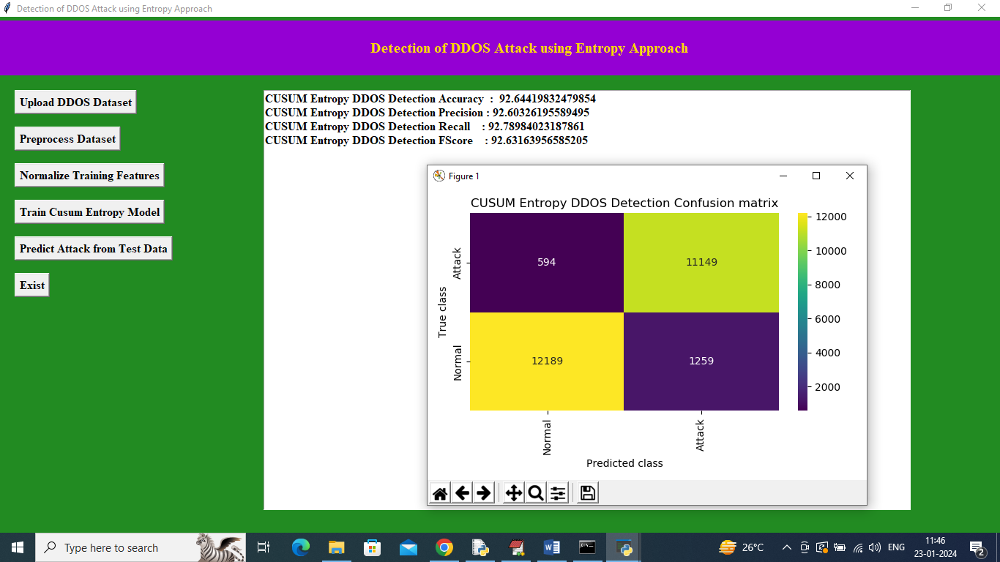 Detection of DDOS Attack using Entropy Approach
Detection of DDOS Attack using Entropy Approach
Upload DDOS Dataset
Preprocess Dataset
Normalize Training Features
Train Cusum Entropy Model
Predict Attack from Test Data
Exist
CUSUM Entropy DDOS Detection Accuracy : 92.64419832479854
CUSUM Entropy DDOS Detection Precision : 92.60326195589495
CUSUM Entropy DDOS Detection Recall : 92.78984023187861
CUSUM Entropy DDOS Detection FScore : 92.63163956585205
Figure 1
CUSUM Entropy DDOS Detection Confusion matrix
True class
Attack
Normal
594
11149
12189
1259
Normal
Attack
Predicted class
12000
10000
8000
6000
4000
2000
Type here to search
26°C
ENG
11:46
23-01-2024
2